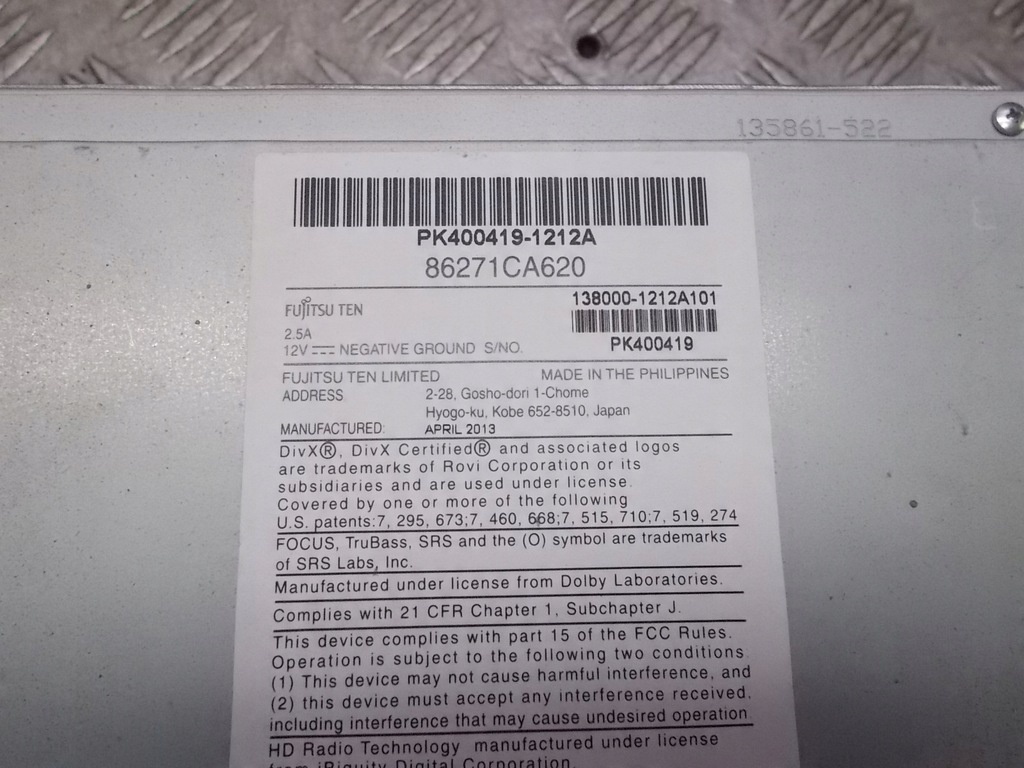 135861-522
PK400419-1212A
86271CA620
FUJITSU TEN
138000-1212A101
2.5A
12V NEGATIVE GROUND S/NO.
PK400419
FUJITSU TEN LIMITED MADE IN THE PHILIPPINES
ADDRESS 2-28, Gosho-dori 1-Chome
Hyogo-ku, Kobe 652-8510, Japan
MANUFACTURED: APRIL 2013
DivX®, DivX Certified® and associated logos
are trademarks of Rovi Corporation or its
subsidiaries and are used under license.
Covered by one or more of the following
U.S. patents:7, 295, 673;7, 460, 668;7, 515, 710;7, 519, 274
FOCUS, TruBass, SRS and the (O) symbol are trademarks
of SRS Labs, Inc.
Manufactured under license from Dolby Laboratories.
Complies with 21 CFR Chapter 1, Subchapter J.
This device complies with part 15 of the FCC Rules.
Operation is subject to the following two conditions
(1) This device may not cause harmful interference, and
(2) this device must accept any interference received,
including interference that may cause undesired operation.
HD Radio Technology manufactured under license
from iBiquity Digital Corporation.